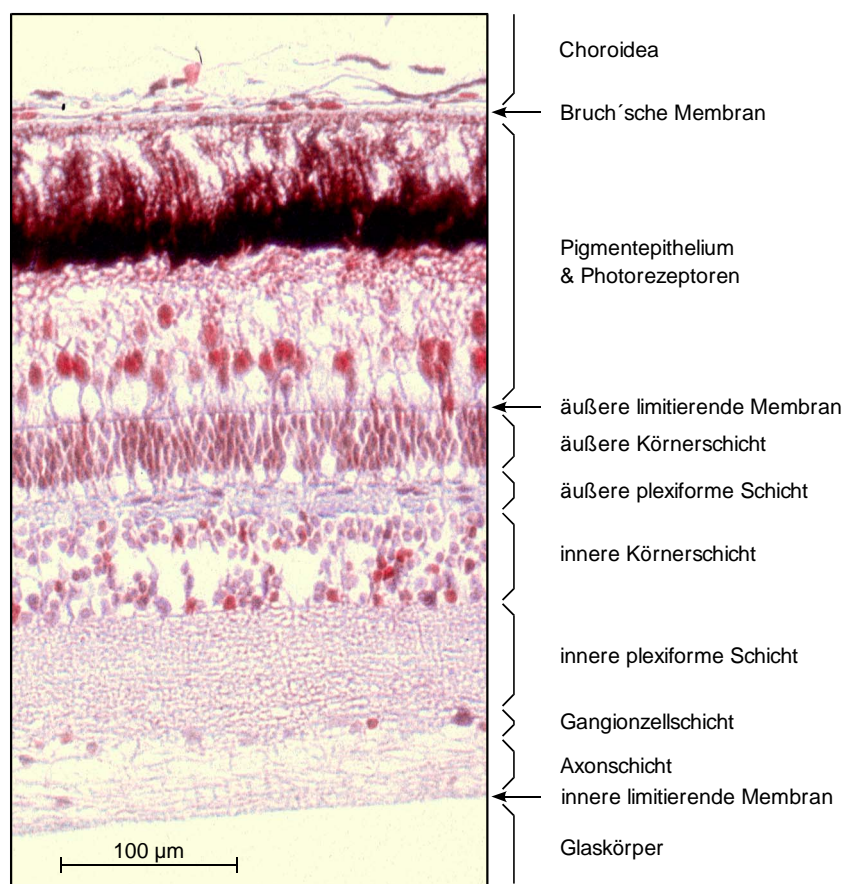 Choroidea
Bruch´sche Membran
Pigmentepithelium
& Photorezeptoren
äußere limitierende Membran
äußere Körnerschicht
äußere plexiforme Schicht
innere Körnerschicht
innere plexiforme Schicht
Gangionzellschicht
Axonschicht
innere limitierende Membran
Glaskörper
100 µm